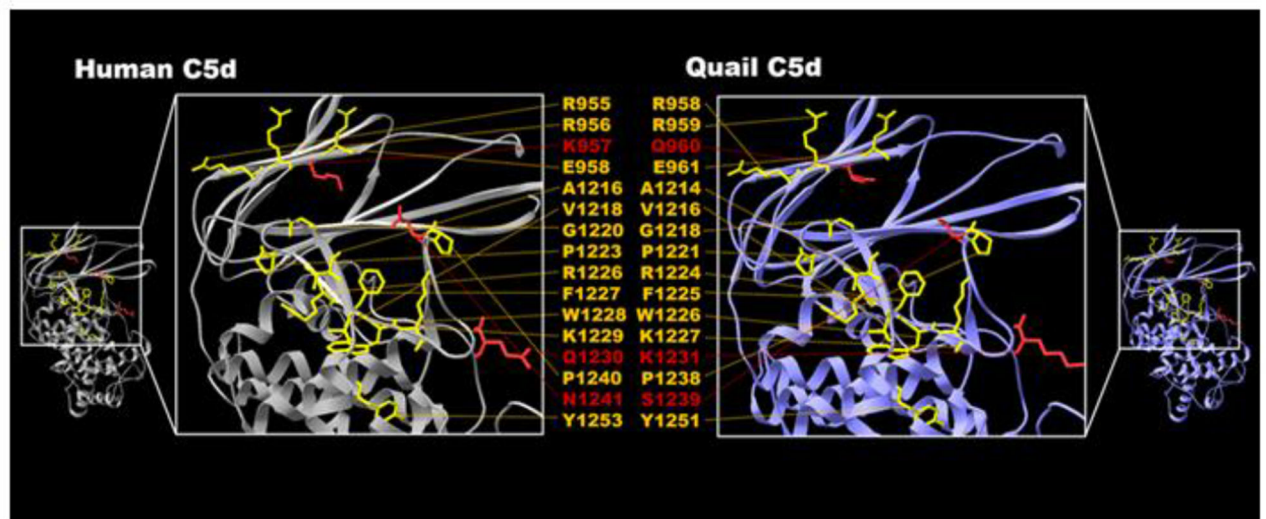 Human C5d
Quail C5d
R955 R958
R956 R959
K957 Q960
E958 E961
A1216 A1214
V1218 V1216
G1220 G1218
P1223 P1221
R1226 R1224
F1227 F1225
W1228 W1226
K1229 K1227
Q1230 K1231
P1240 P1238
N1241 S1239
Y1253 Y1251